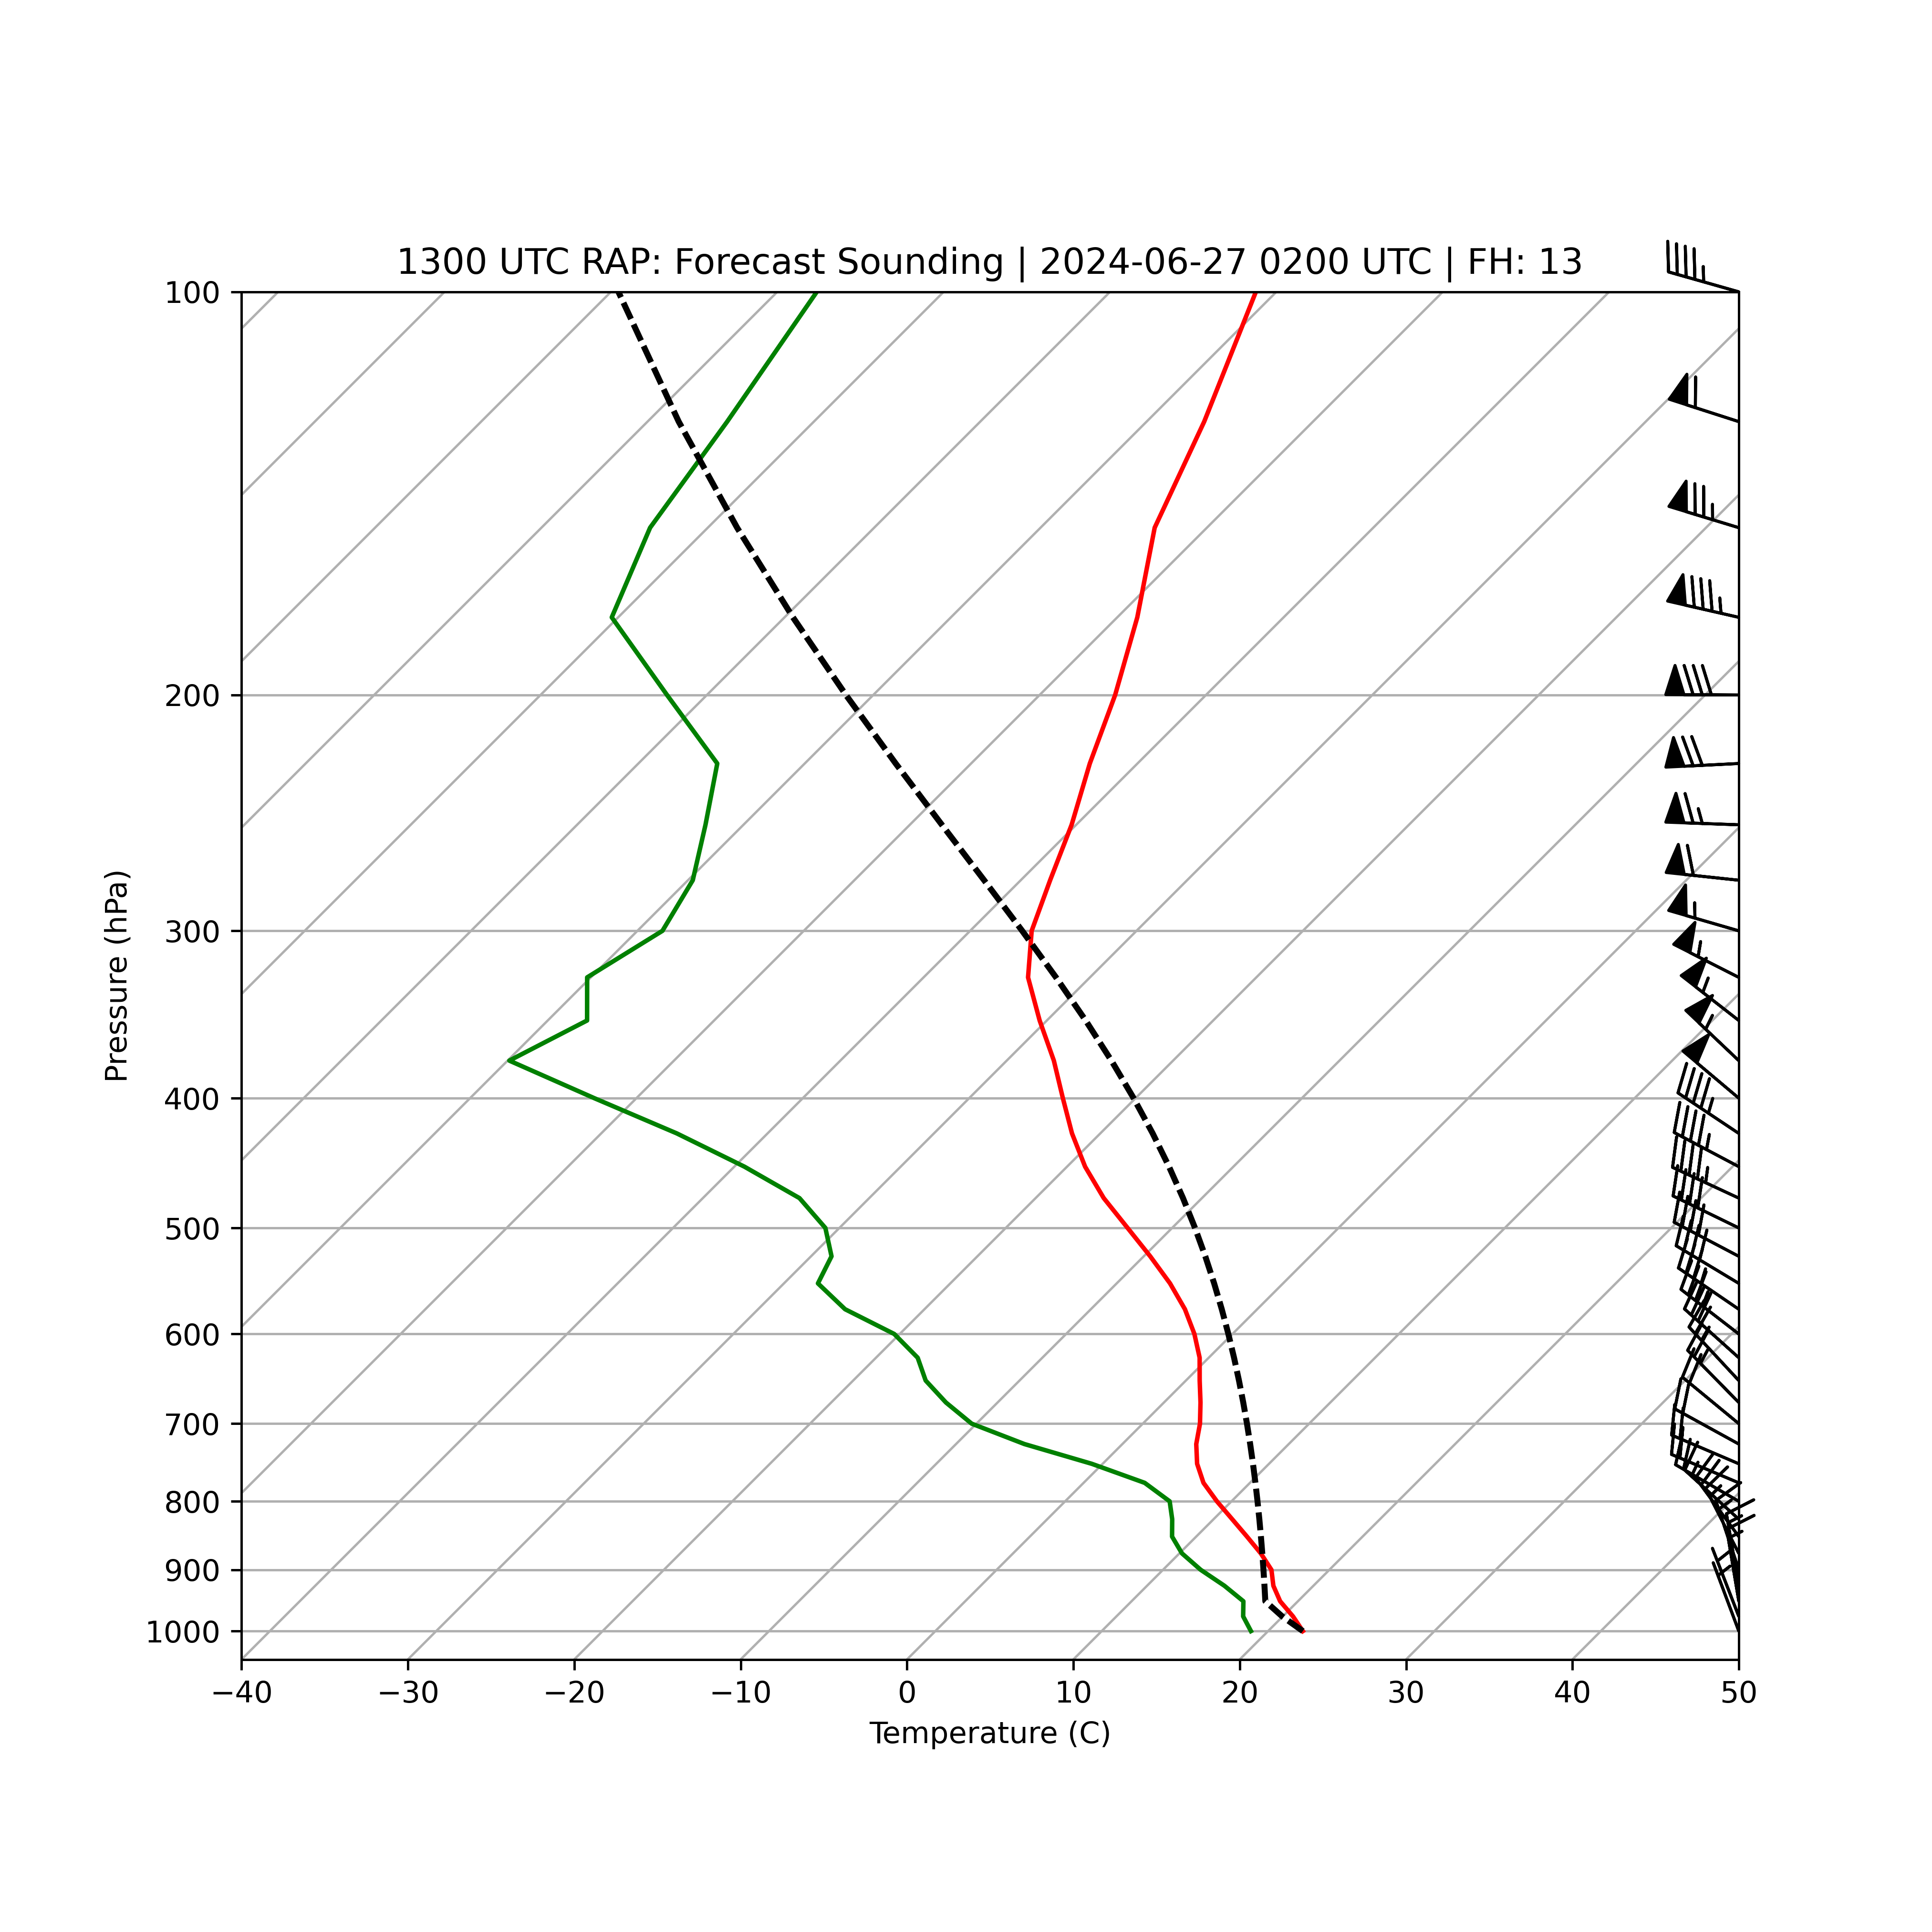 1300 UTC RAP: Forecast Sounding | 2024-06-27 0200 UTC | FH: 13
100
200
300
400
500
600
700
800
900
1000
Pressure (hPa)
−40 −30 −20 −10 0 10 20 30 40 50
Temperature (C)